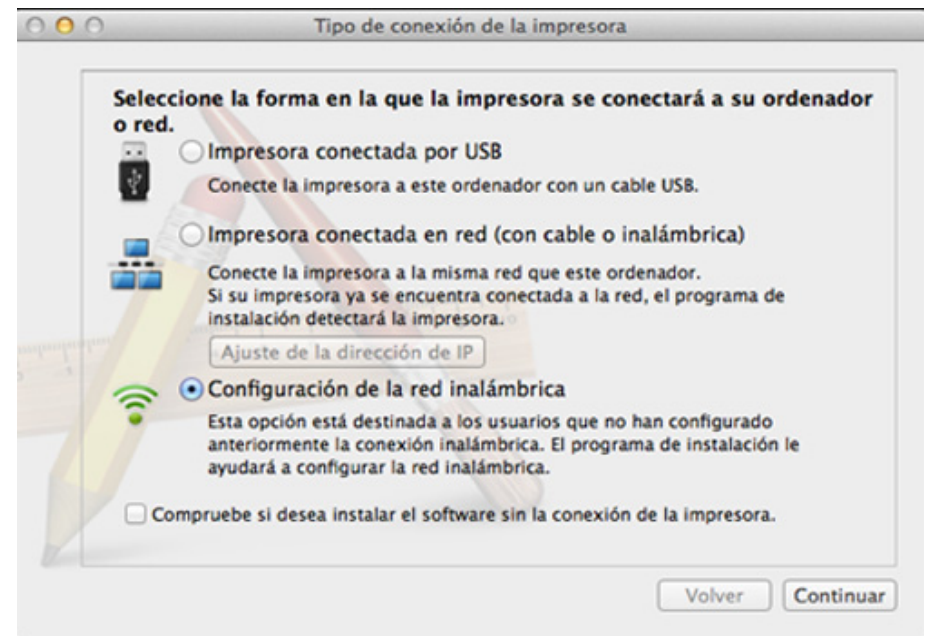 Tipo de conexión de la impresora
Seleccione la forma en la que la impresora se conectará a su ordenador
o red.
Impresora conectada por USB
Conecte la impresora a este ordenador con un cable USB.
Impresora conectada en red (con cable o inalámbrica)
Conecte la impresora a la misma red que este ordenador.
Si su impresora ya se encuentra conectada a la red, el programa de
instalación detectará la impresora.
Ajuste de la dirección de IP
Configuración de la red inalámbrica
Esta opción está destinada a los usuarios que no han configurado
anteriormente la conexión inalámbrica. El programa de instalación le
ayudará a configurar la red inalámbrica.
Compruebe si desea instalar el software sin la conexión de la impresora.
Volver
Continuar